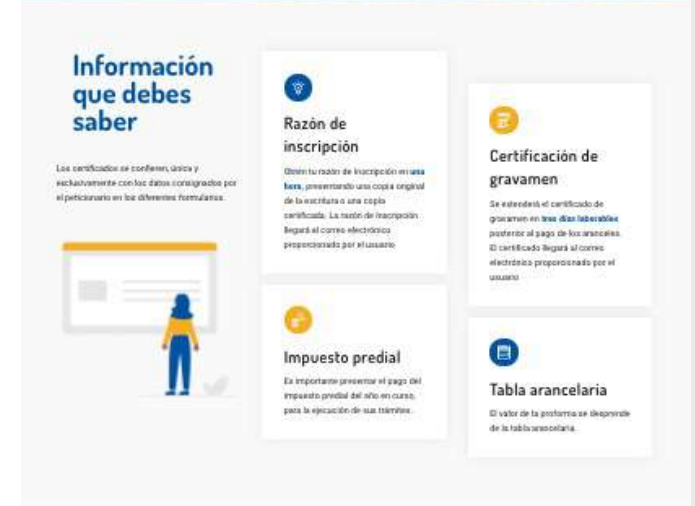 Información
que debes
saber
Los certificados se confieren, única y
exclusivamente con los datos consignados por
el peticionario en los diferentes formularios.
Razón de
inscripción
Obtén tu razón de inscripción en una
hora, presentando una copia original
de la escritura o una copia
certificada. La razón de inscripción
llegará al correo electrónico
proporcionado por el usuario
Impuesto predial
Es importante presentar el pago del
impuesto predial del año en curso,
para la ejecución de sus trámites.
Certificación de
gravamen
Se extenderá el certificado de
gravamen en tres días laborables
posterior al pago de los aranceles.
El certificado llegará al correo
electrónico proporcionado por el
usuario
Tabla arancelaria
El valor de la proforma se desprende
de la tabla arancelaria.